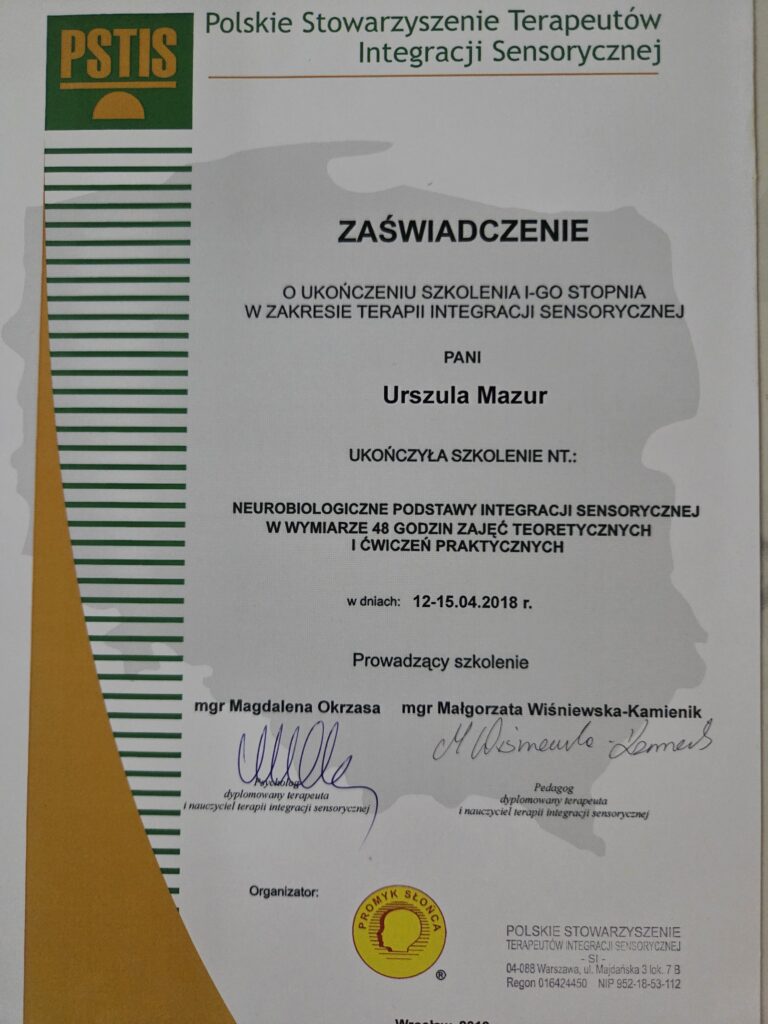 PSTIS
Polskie Stowarzyszenie Terapeutów
Integracji Sensorycznej
ZAŚWIADCZENIE
O UKOŃCZENIU SZKOLENIA I-GO STOPNIA
W ZAKRESIE TERAPII INTEGRACJI SENSORYCZNEJ
PANI
Urszula Mazur
UKOŃCZYŁA SZKOLENIE NT.:
NEUROBIOLOGICZNE PODSTAWY INTEGRACJI SENSORYCZNEJ
W WYMIARZE 48 GODZIN ZAJĘĆ TEORETYCZNYCH
I ĆWICZEŃ PRAKTYCZNYCH
w dniach: 12-15.04.2018 r.
Prowadzący szkolenie
mgr Magdalena Okrzasa mgr Małgorzata Wiśniewska-Kamienik
Psycholog
dyplomowany terapeuta
i nauczyciel terapii integracji sensorycznej
Pedagog
dyplomowany terapeuta
i nauczyciel terapii integracji sensorycznej
Organizator:
PROMYK SŁOŃCA
®
POLSKIE STOWARZYSZENIE
TERAPEUTÓW INTEGRACJI SENSORYCZNEJ
- SI -
04-088 Warszawa, ul. Majdańska 3 lok. 7 B
Regon 016424450 NIP 952-18-53-112